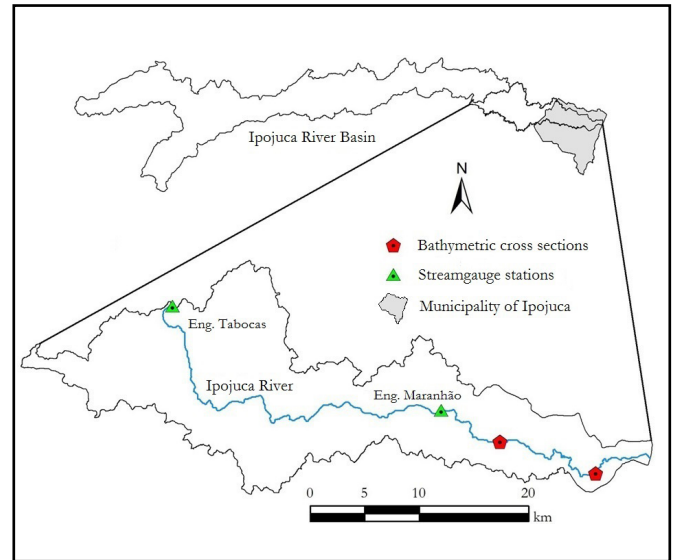 Ipojuca River Basin
N
Bathymetric cross sections
Streamgauge stations
Municipality of Ipojuca
Eng. Tabocas
Ipojuca River
Eng. Maranhão
0 5 10 20
km